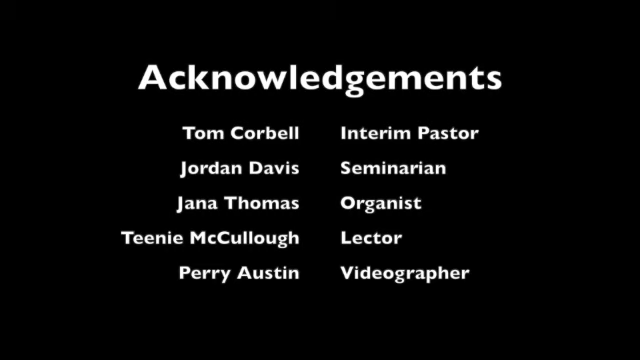 Acknowledgements
Tom Corbell Interim Pastor
Jordan Davis Seminarian
Jana Thomas Organist
Teenie McCullough Lector
Perry Austin Videographer